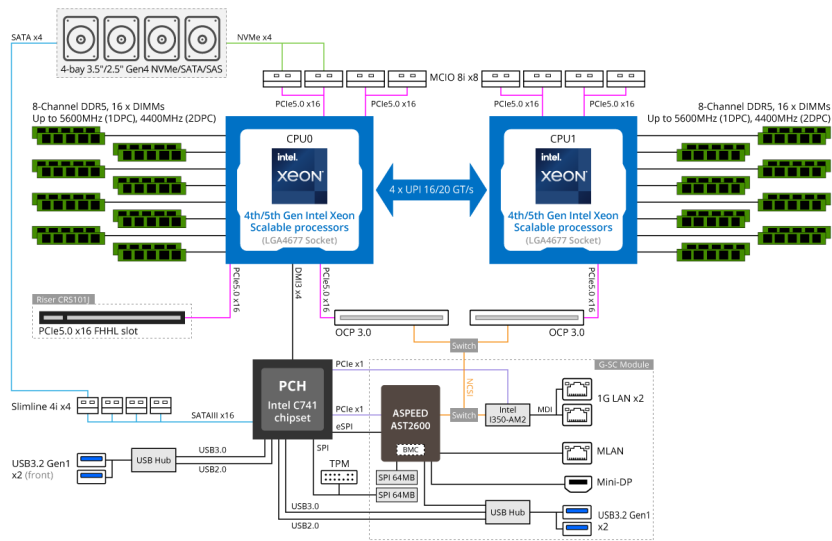 SATA x4
NVMe x4
4-bay 3.5"/2.5" Gen4 NVMe/SATA/SAS
MCIO 8i x8
PCIe5.0 x16
PCIe5.0 x16
PCIe5.0 x16
PCIe5.0 x16
8-Channel DDR5, 16 x DIMMs
Up to 5600MHz (1DPC), 4400MHz (2DPC)
8-Channel DDR5, 16 x DIMMs
Up to 5600MHz (1DPC), 4400MHz (2DPC)
CPU0
intel.
XEON
4th/5th Gen Intel Xeon
Scalable processors
(LGA4677 Socket)
4 x UPI 16/20 GT/s
CPU1
intel.
XEON
4th/5th Gen Intel Xeon
Scalable processors
(LGA4677 Socket)
PCIe5.0 x16
DMI3 x4
PCIe5.0 x16
PCIe5.0 x16
Riser CRS101J
PCIe5.0 x16 FHHL slot
OCP 3.0
OCP 3.0
Switch
G-SC Module
NCSI
PCH
Intel C741
chipset
PCIe x1
PCIe x1
eSPI
SPI
ASPEED
AST2600
BMC
Switch
Intel
I350-AM2
MDI
1G LAN x2
Slimline 4i x4
SATAIII x16
MLAN
USB3.2 Gen1
x2 (front)
USB Hub
USB3.0
USB2.0
TPM
SPI 64MB
SPI 64MB
Mini-DP
USB3.0
USB2.0
USB Hub
USB3.2 Gen1
x2